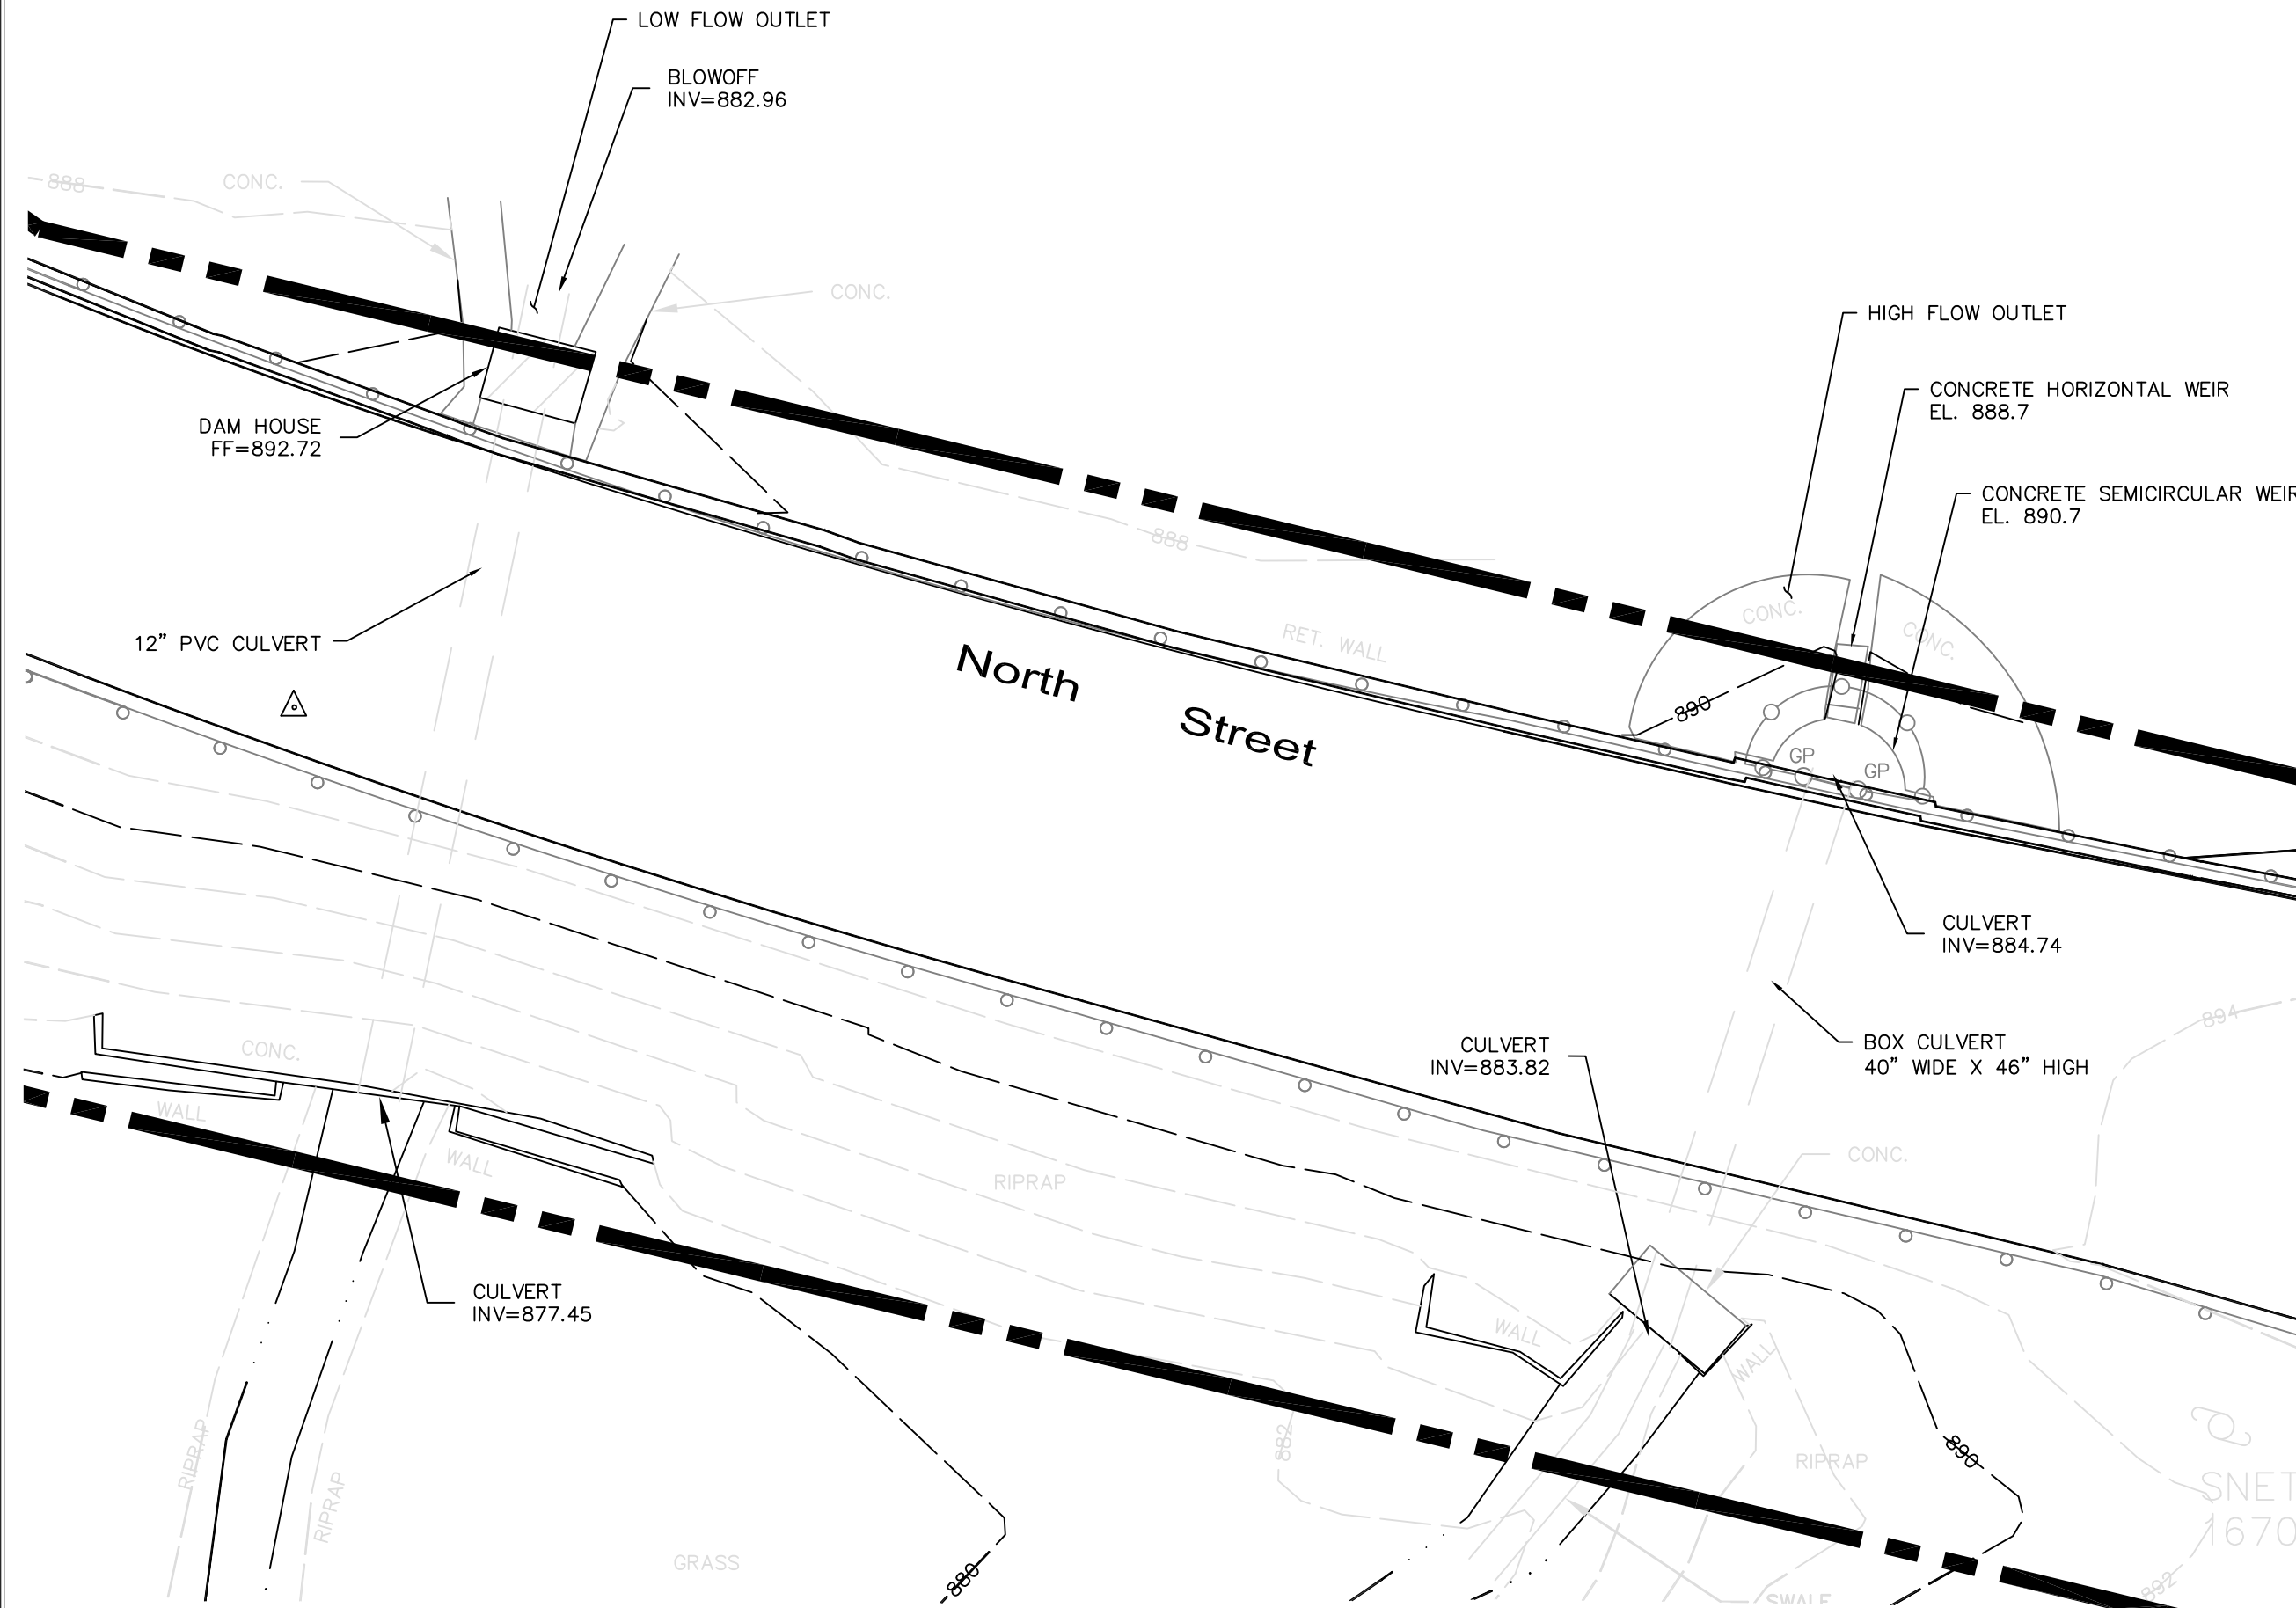 LOW FLOW OUTLET
BLOWOFF
INV=882.96
888
CONC.
CONC.
HIGH FLOW OUTLET
CONCRETE HORIZONTAL WEIR
EL. 888.7
DAM HOUSE
FF=892.72
CONCRETE SEMICIRCULAR WEIR
EL. 890.7
888
12" PVC CULVERT
CONC.
CONC.
RET. WALL
North Street
890
GP
GP
CULVERT
INV=884.74
894
CULVERT
INV=883.82
BOX CULVERT
40" WIDE X 46" HIGH
CONC.
WALL
WALL
CONC.
RIPRAP
CULVERT
INV=877.45
WALL
WALL
882
RIPRAP
890
RIPRAP
RIPRAP
SNET
1670
GRASS
880
892
SWALE